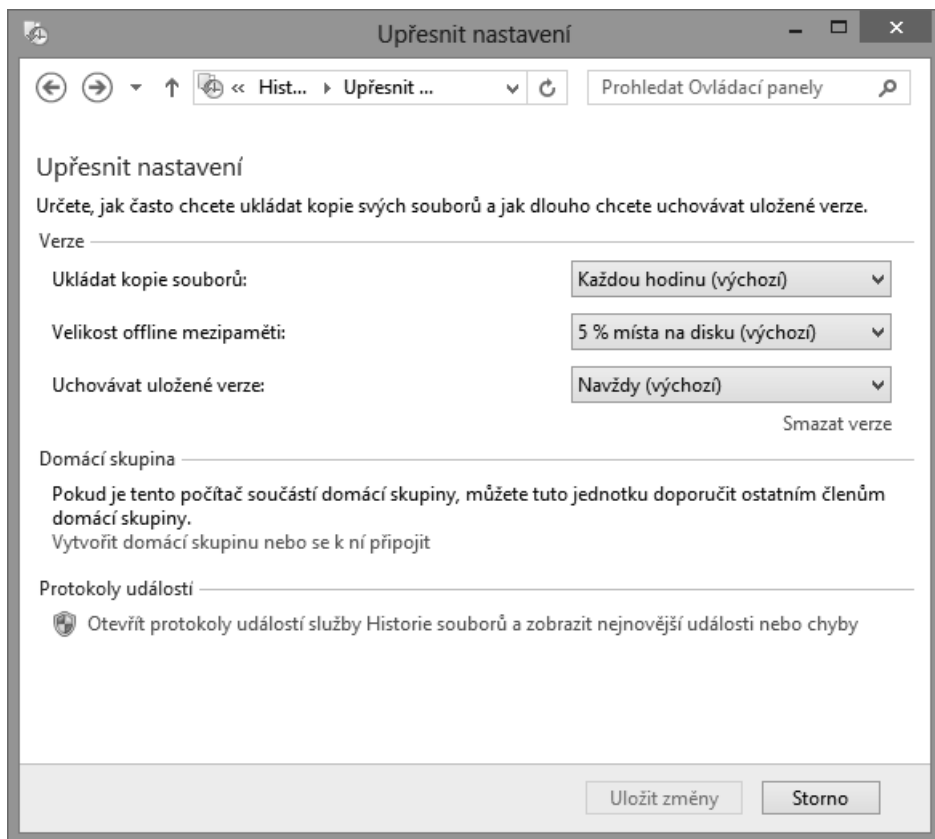 Upřesnit nastavení
« Hist... Upřesnit ... Prohledat Ovládací panely
Upřesnit nastavení
Určete, jak často chcete ukládat kopie svých souborů a jak dlouho chcete uchovávat uložené verze.
Verze
Ukládat kopie souborů: Každou hodinu (výchozí)
Velikost offline mezipaměti: 5 % místa na disku (výchozí)
Uchovávat uložené verze: Navždy (výchozí)
Smazat verze
Domácí skupina
Pokud je tento počítač součástí domácí skupiny, můžete tuto jednotku doporučit ostatním členům
domácí skupiny.
Vytvořit domácí skupinu nebo se k ní připojit
Protokoly událostí
Otevřít protokoly událostí služby Historie souborů a zobrazit nejnovější události nebo chyby
Uložit změny Storno